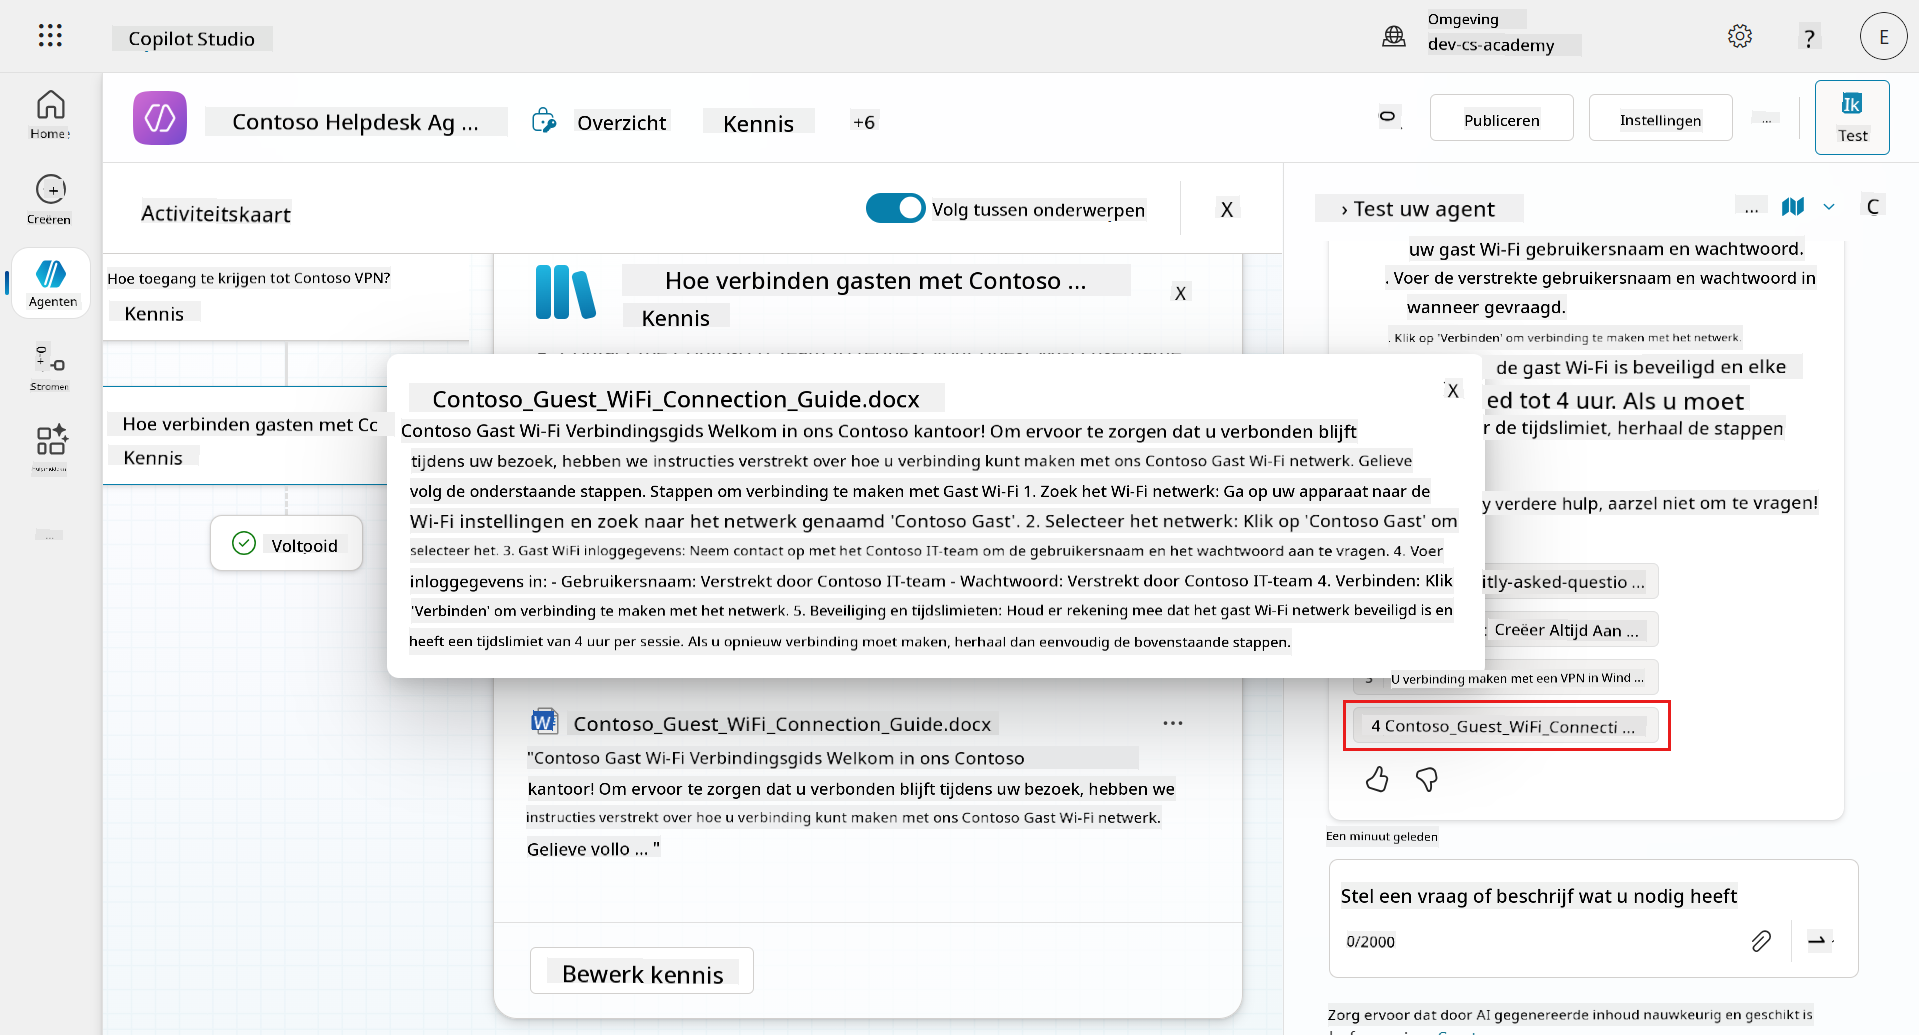 Copilot Studio
Omgeving
dev-cs-academy
?
E
Home
Creëren
Agenten
Stromen
...
Contoso Helpdesk Ag ...
Overzicht
Kennis
+6
Publiceren
Instellingen
...
Ik
Test
Activiteitskaart
Volg tussen onderwerpen
X
Hoe toegang te krijgen tot Contoso VPN?
Kennis
Hoe verbinden gasten met Cc
Kennis
Voltooid
Hoe verbinden gasten met Contoso ...
Kennis
X
Contoso_Guest_WiFi_Connection_Guide.docx
X
Contoso Gast Wi-Fi Verbindingsgids Welkom in ons Contoso kantoor! Om ervoor te zorgen dat u verbonden blijft
tijdens uw bezoek, hebben we instructies verstrekt over hoe u verbinding kunt maken met ons Contoso Gast Wi-Fi netwerk. Gelieve
volg de onderstaande stappen. Stappen om verbinding te maken met Gast Wi-Fi 1. Zoek het Wi-Fi netwerk: Ga op uw apparaat naar de
Wi-Fi instellingen en zoek naar het netwerk genaamd 'Contoso Gast'. 2. Selecteer het netwerk: Klik op 'Contoso Gast' om
selecteer het. 3. Gast WiFi inloggegevens: Neem contact op met het Contoso IT-team om de gebruikersnaam en het wachtwoord aan te vragen. 4. Voer
inloggegevens in: - Gebruikersnaam: Verstrekt door Contoso IT-team - Wachtwoord: Verstrekt door Contoso IT-team 4. Verbinden: Klik
'Verbinden' om verbinding te maken met het netwerk. 5. Beveiliging en tijdslimieten: Houd er rekening mee dat het gast Wi-Fi netwerk beveiligd is en
heeft een tijdslimiet van 4 uur per sessie. Als u opnieuw verbinding moet maken, herhaal dan eenvoudig de bovenstaande stappen.
Contoso_Guest_WiFi_Connection_Guide.docx
...
"Contoso Gast Wi-Fi Verbindingsgids Welkom in ons Contoso
kantoor! Om ervoor te zorgen dat u verbonden blijft tijdens uw bezoek, hebben we
instructies verstrekt over hoe u verbinding kunt maken met ons Contoso Gast Wi-Fi netwerk.
Gelieve vollo ... "
Bewerk kennis
› Test uw agent
...
C
uw gast Wi-Fi gebruikersnaam en wachtwoord.
. Voer de verstrekte gebruikersnaam en wachtwoord in
wanneer gevraagd.
. Klik op 'Verbinden' om verbinding te maken met het netwerk.
de gast Wi-Fi is beveiligd en elke
ed tot 4 uur. Als u moet
r de tijdslimiet, herhaal de stappen
y verdere hulp, aarzel niet om te vragen!
itly-asked-questio ...
: Creëer Altijd Aan ...
3 U verbinding maken met een VPN in Wind ...
4 Contoso_Guest_WiFi_Connecti ...
Een minuut geleden
Stel een vraag of beschrijf wat u nodig heeft
0/2000
Zorg ervoor dat door AI gegenereerde inhoud nauwkeurig en geschikt is